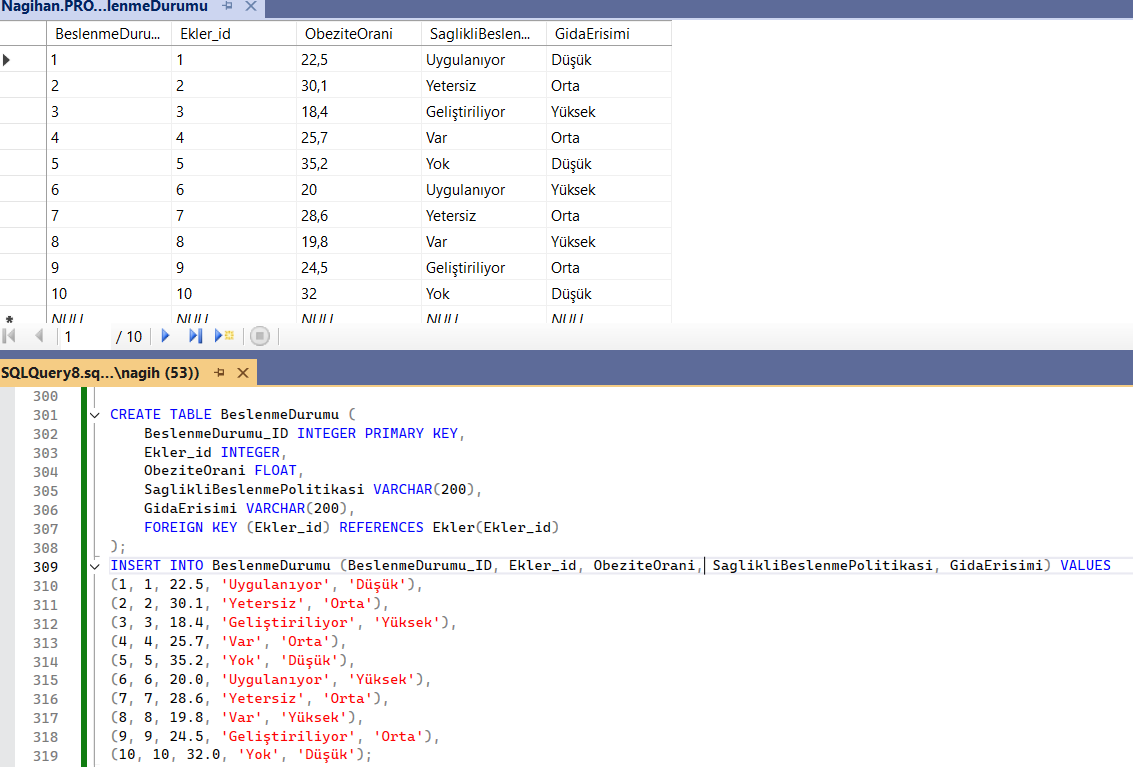 Nagihan.PRO...lenmeDurumu
BeslenmeDuru... Ekler_id ObeziteOrani SaglikliBeslen... GidaErisimi
1 1 22,5 Uygulanıyor Düşük
2 2 30,1 Yetersiz Orta
3 3 18,4 Geliştiriliyor Yüksek
4 4 25,7 Var Orta
5 5 35,2 Yok Düşük
6 6 20 Uygulanıyor Yüksek
7 7 28,6 Yetersiz Orta
8 8 19,8 Var Yüksek
9 9 24,5 Geliştiriliyor Orta
10 10 32 Yok Düşük
* NULL NULL NULL NULL NULL
1 / 10
SQLQuery8.sq...\nagih (53))
300
301 CREATE TABLE BeslenmeDurumu (
302 BeslenmeDurumu_ID INTEGER PRIMARY KEY,
303 Ekler_id INTEGER,
304 ObeziteOrani FLOAT,
305 SaglikliBeslenmePolitikasi VARCHAR(200),
306 GidaErisimi VARCHAR(200),
307 FOREIGN KEY (Ekler_id) REFERENCES Ekler(Ekler_id)
308 );
309 INSERT INTO BeslenmeDurumu (BeslenmeDurumu_ID, Ekler_id, ObeziteOrani, SaglikliBeslenmePolitikasi, GidaErisimi) VALUES
310 (1, 1, 22.5, 'Uygulanıyor', 'Düşük'),
311 (2, 2, 30.1, 'Yetersiz', 'Orta'),
312 (3, 3, 18.4, 'Geliştiriliyor', 'Yüksek'),
313 (4, 4, 25.7, 'Var', 'Orta'),
314 (5, 5, 35.2, 'Yok', 'Düşük'),
315 (6, 6, 20.0, 'Uygulanıyor', 'Yüksek'),
316 (7, 7, 28.6, 'Yetersiz', 'Orta'),
317 (8, 8, 19.8, 'Var', 'Yüksek'),
318 (9, 9, 24.5, 'Geliştiriliyor', 'Orta'),
319 (10, 10, 32.0, 'Yok', 'Düşük');